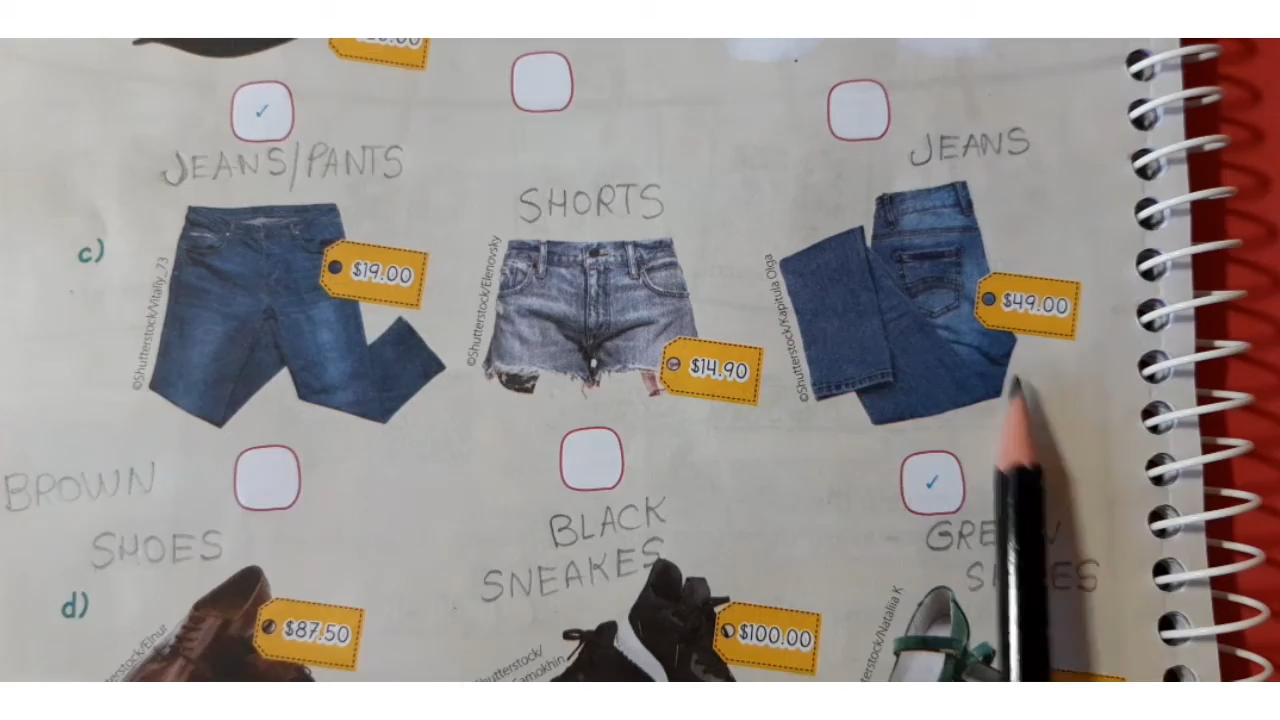 JEANS/PANTS
JEANS
SHORTS
c)
$19.00
$14.90
$49.00
©Shutterstock/Vitaliy_73
©Shutterstock/Elenovsky
©Shutterstock/Kapitula Olga
BROWN
SHOES
BLACK
SNEAKES
d)
$87.50
$100.00